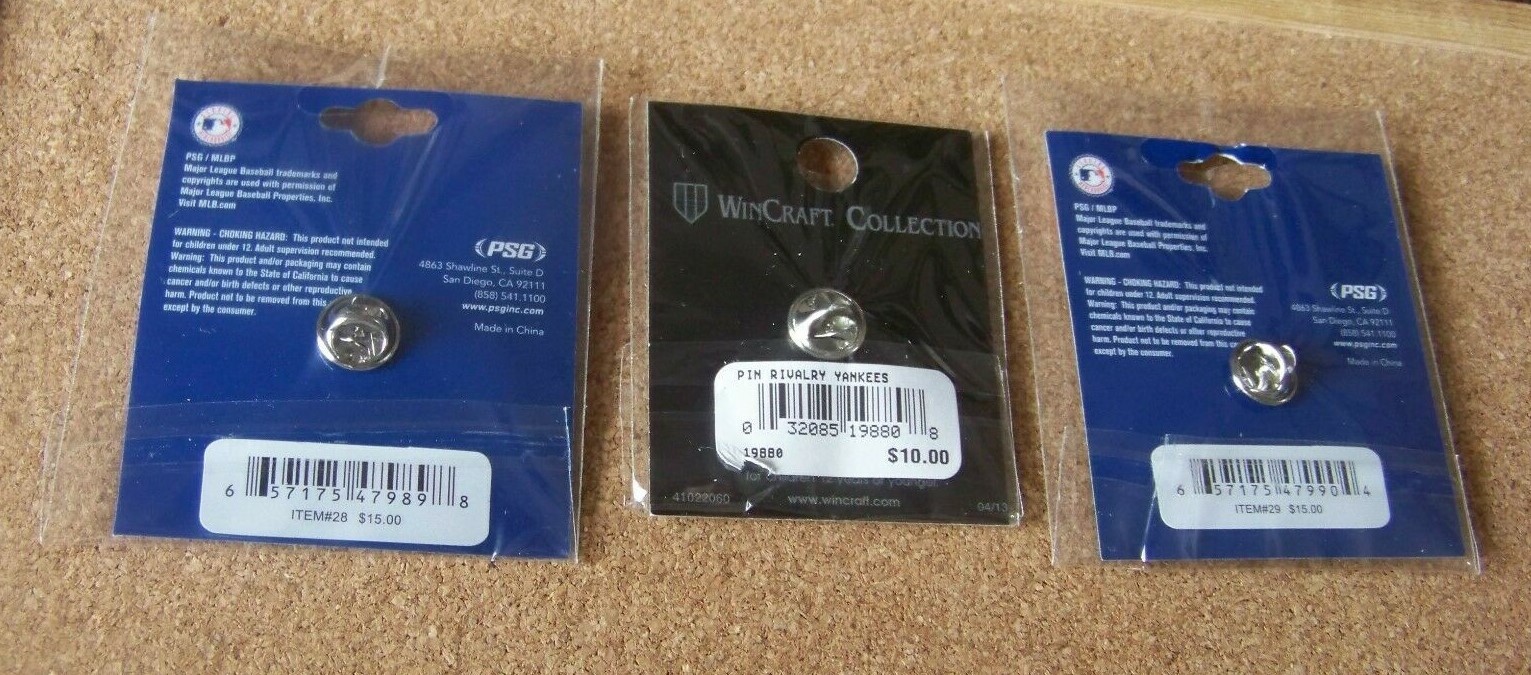 PSG / MLBP
Major League Baseball trademarks and
copyrights are used with permission of
Major League Baseball Properties, Inc.
Visit MLB.com
WARNING - CHOKING HAZARD: This product not intended
for children under 12. Adult supervision recommended.
Warning: This product and/or packaging may contain
chemicals known to the State of California to cause
cancer and/or birth defects or other reproductive
harm. Product not to be removed from this
except by the consumer.
PSG
4863 Shawline St., Suite D
San Diego, CA 92111
(858) 541.1100
www.psginc.com
Made in China
6 57175 47989 8
ITEM#28 $15.00
WINCRAFT COLLECTION
PIN RIVALRY YANKEES
0 32085 19880 8
19880 $10.00
for children 12 years or younger
41022060 www.wincraft.com 04/13
PSG / MLBP
Major League Baseball trademarks and
copyrights are used with permission of
Major League Baseball Properties, Inc.
Visit MLB.com
WARNING - CHOKING HAZARD: This product not intended
for children under 12. Adult supervision recommended.
Warning: This product and/or packaging may contain
chemicals known to the State of California to cause
cancer and/or birth defects or other reproductive
harm. Product not to be removed from this
except by the consumer.
PSG
4863 Shawline St., Suite D
San Diego, CA 92111
(858) 541.1100
www.psginc.com
Made in China
6 57175 47990 4
ITEM#29 $15.00